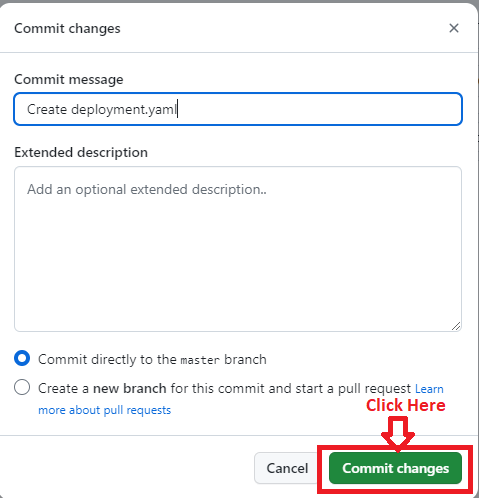 Commit changes
Commit message
Create deployment.yaml
Extended description
Add an optional extended description..
Commit directly to the master branch
Create a new branch for this commit and start a pull request Learn
more about pull requests
Click Here
Cancel
Commit changes